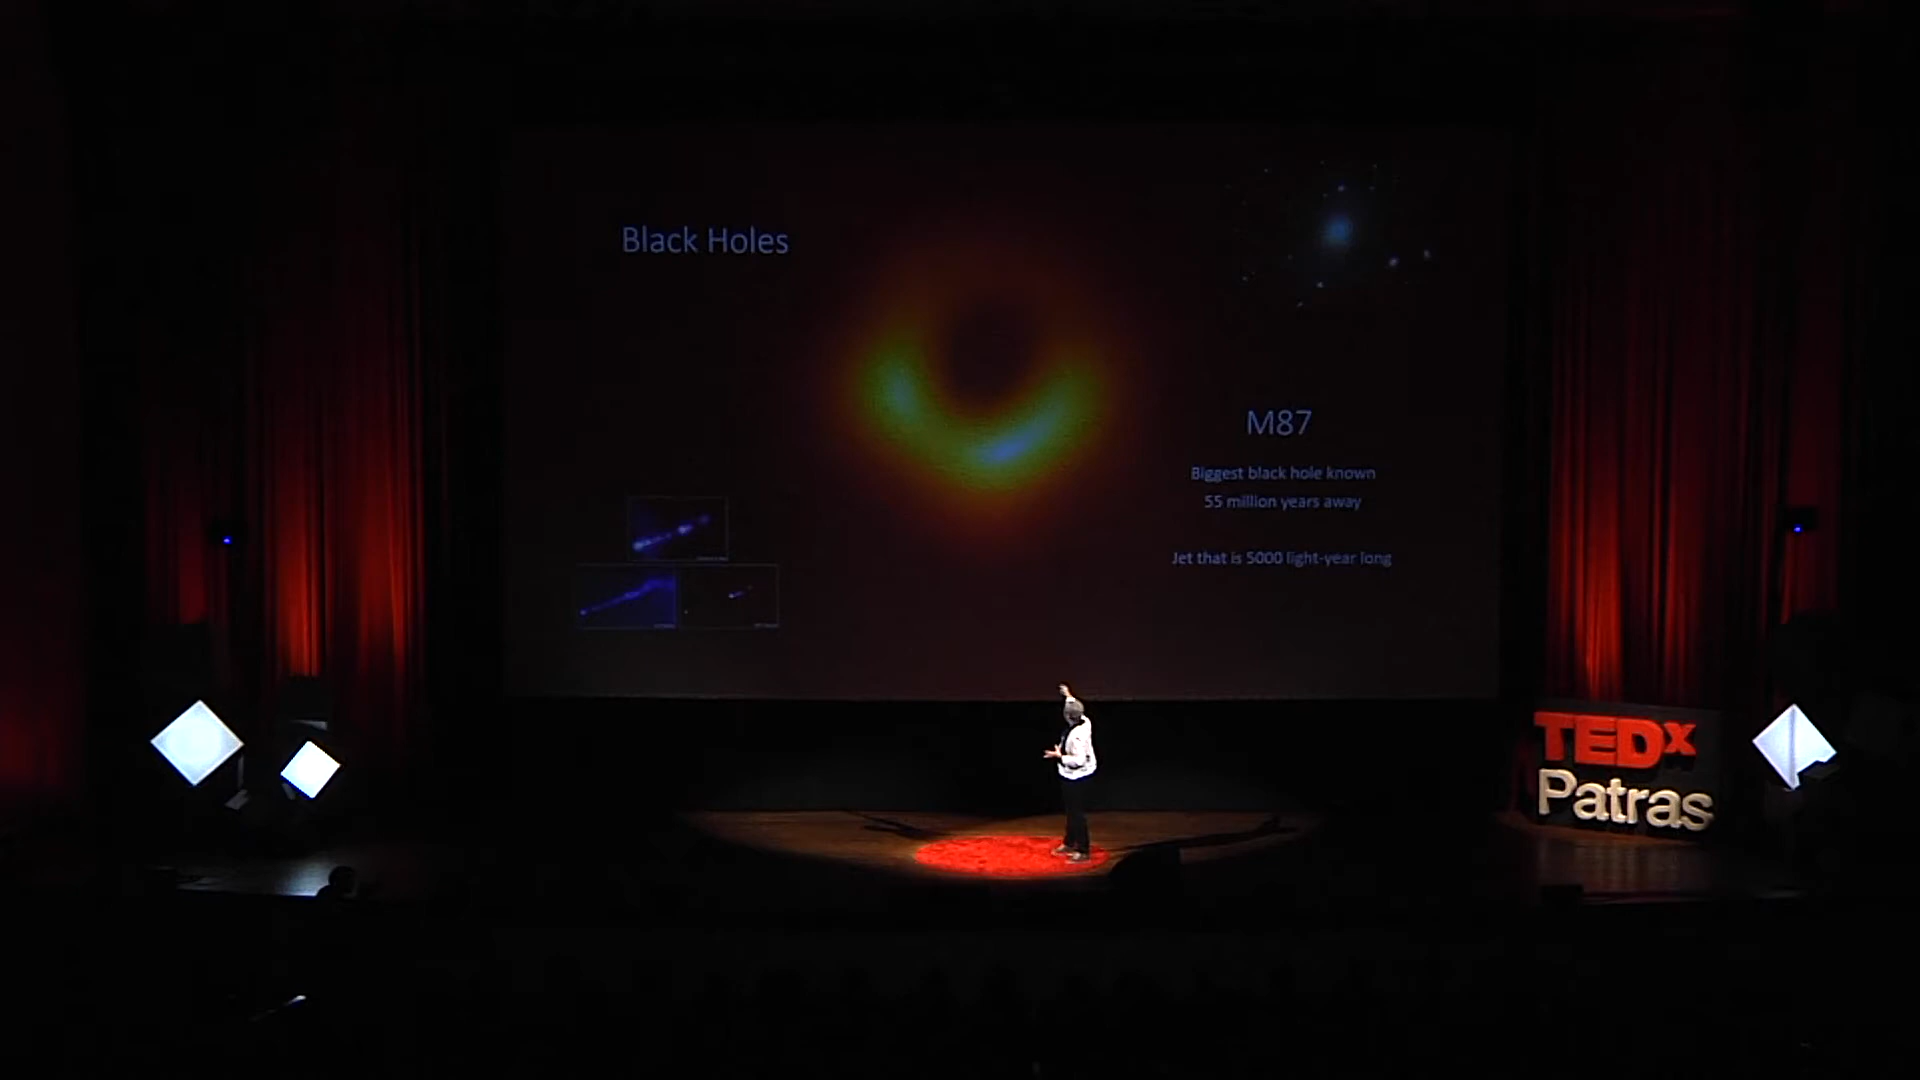 Black Holes
M87
Biggest black hole known
55 million years away
Jet that is 5000 light-year long
TEDx
Patras